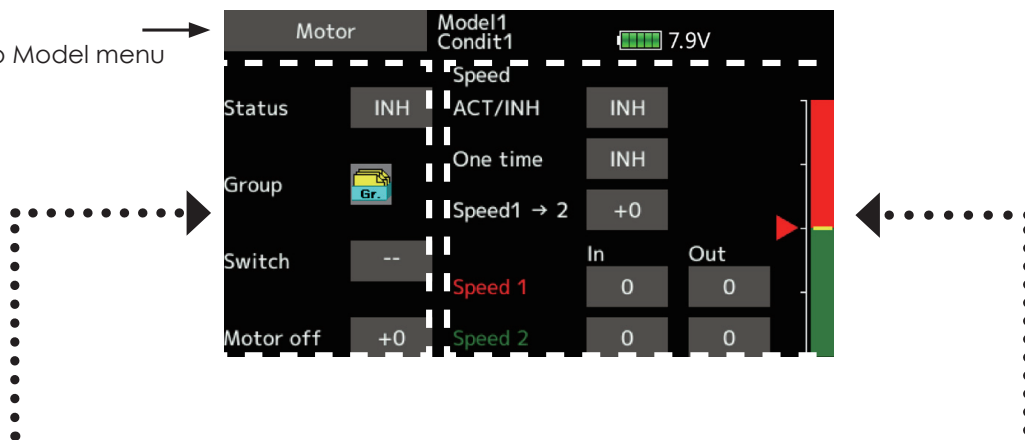 Motor
Model1
Condit1
7.9V
Model menu
Status INH
Group Gr.
Switch --
Motor off +0
Speed
ACT/INH INH
One time INH
Speed1 → 2 +0
In Out
Speed 1 0 0
Speed 2 0 0